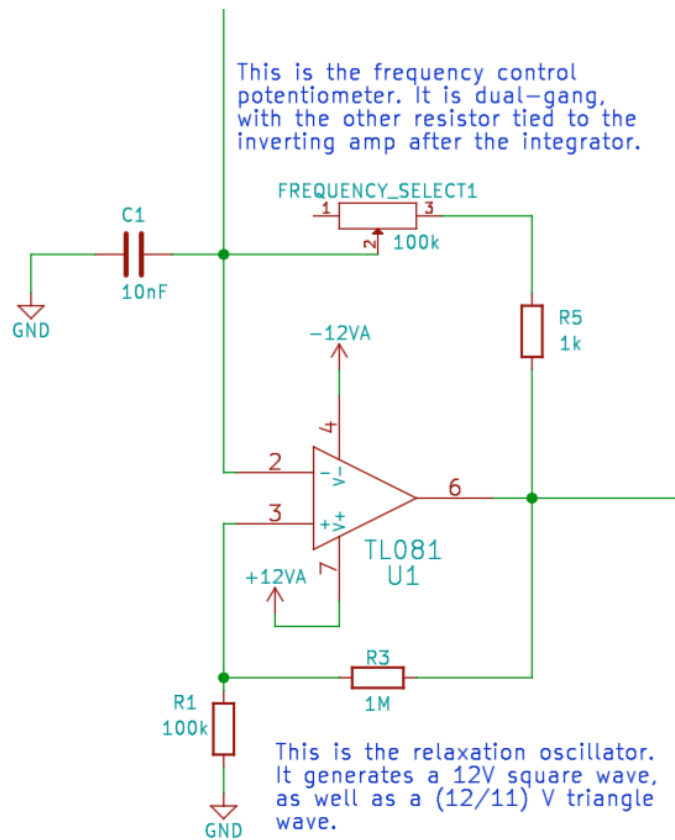 This is the frequency control
potentiometer. It is dual-gang,
with the other resistor tied to the
inverting amp after the integrator.
FREQUENCY_SELECT1
1
3
2
100k
C1
10nF
GND
R5
1k
-12VA
4
2
-
V-
6
3
+
V+
7
TL081
U1
+12VA
R3
1M
R1
100k
GND
This is the relaxation oscillator.
It generates a 12V square wave,
as well as a (12/11) V triangle
wave.